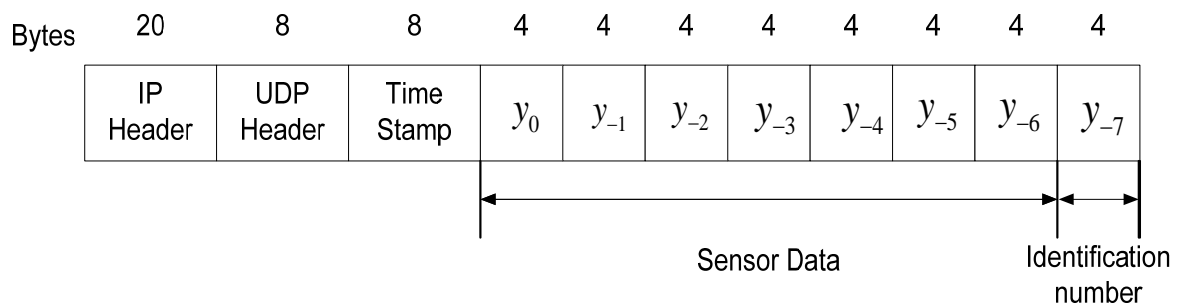 Bytes 20 8 8 4 4 4 4 4 4 4 4
IP Header UDP Header Time Stamp y₀ y₋₁ y₋₂ y₋₃ y₋₄ y₋₅ y₋₆ y₋₇
Sensor Data
Identification
number